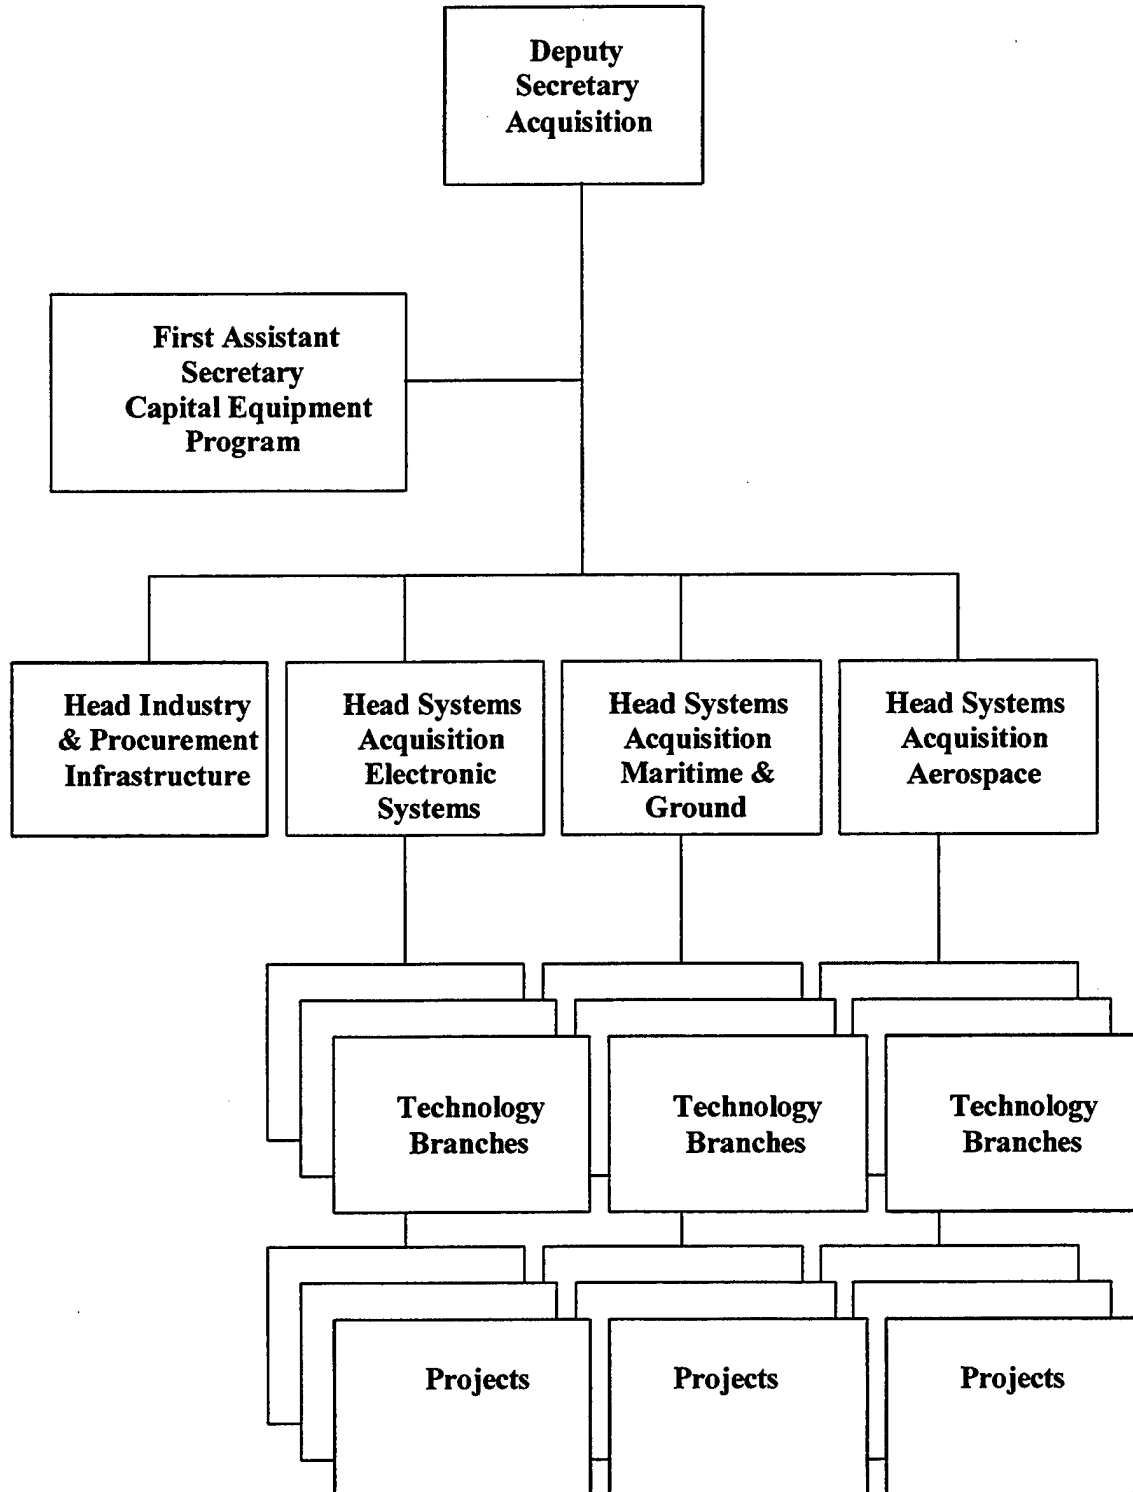 Deputy
Secretary
Acquisition
First Assistant
Secretary
Capital Equipment
Program
Head Industry
& Procurement
Infrastructure
Head Systems
Acquisition
Electronic
Systems
Head Systems
Acquisition
Maritime &
Ground
Head Systems
Acquisition
Aerospace
Technology
Branches
Technology
Branches
Technology
Branches
Projects
Projects
Projects